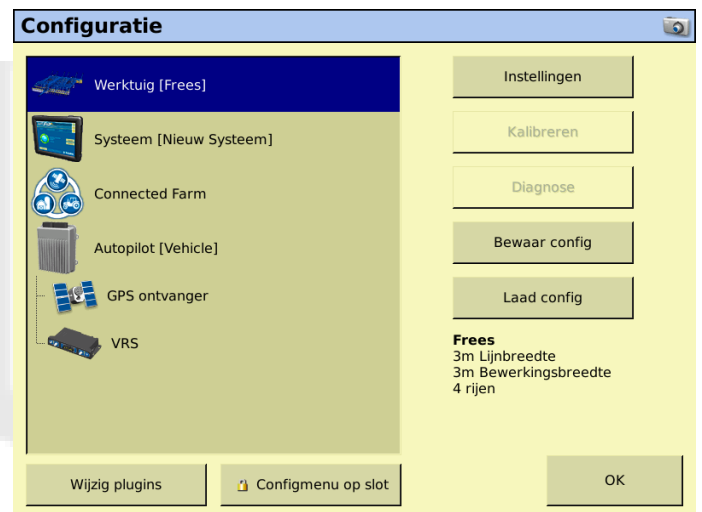 Configuratie
Werktuig [Frees]
Systeem [Nieuw Systeem]
Connected Farm
Autopilot [Vehicle]
GPS ontvanger
VRS
Instellingen
Kalibreren
Diagnose
Bewaar config
Laad config
Frees
3m Lijnbreedte
3m Bewerkingsbreedte
4 rijen
Wijzig plugins
Configmenu op slot
OK